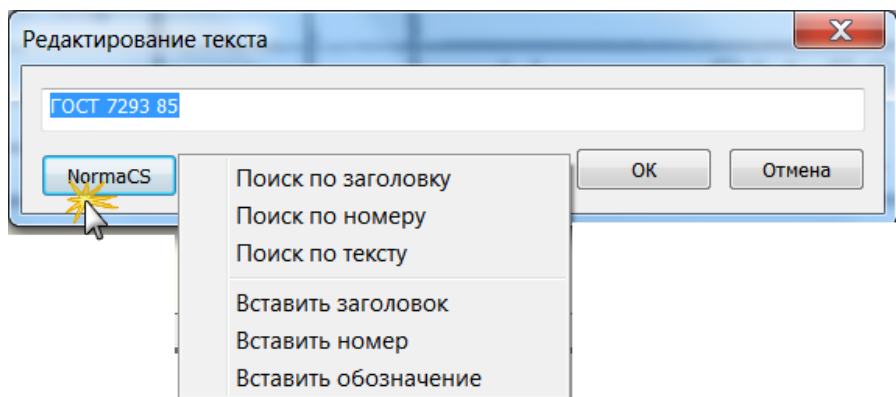 Редактирование текста
ГОСТ 7293 85
NormaCS
ОК
Отмена
Поиск по заголовку
Поиск по номеру
Поиск по тексту
Вставить заголовок
Вставить номер
Вставить обозначение